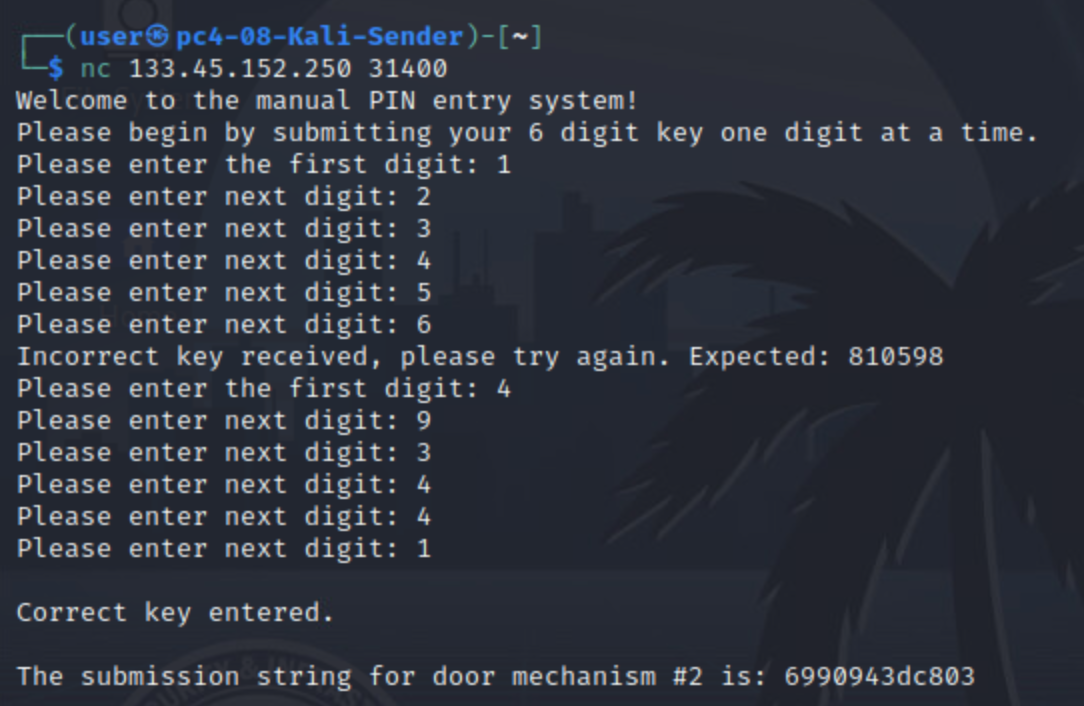 ┌──(user㉿pc4-08-Kali-Sender)-[~]
└─$ nc 133.45.152.250 31400
Welcome to the manual PIN entry system!
Please begin by submitting your 6 digit key one digit at a time.
Please enter the first digit: 1
Please enter next digit: 2
Please enter next digit: 3
Please enter next digit: 4
Please enter next digit: 5
Please enter next digit: 6
Incorrect key received, please try again. Expected: 810598
Please enter the first digit: 4
Please enter next digit: 9
Please enter next digit: 3
Please enter next digit: 4
Please enter next digit: 4
Please enter next digit: 1
Correct key entered.
The submission string for door mechanism #2 is: 6990943dc803